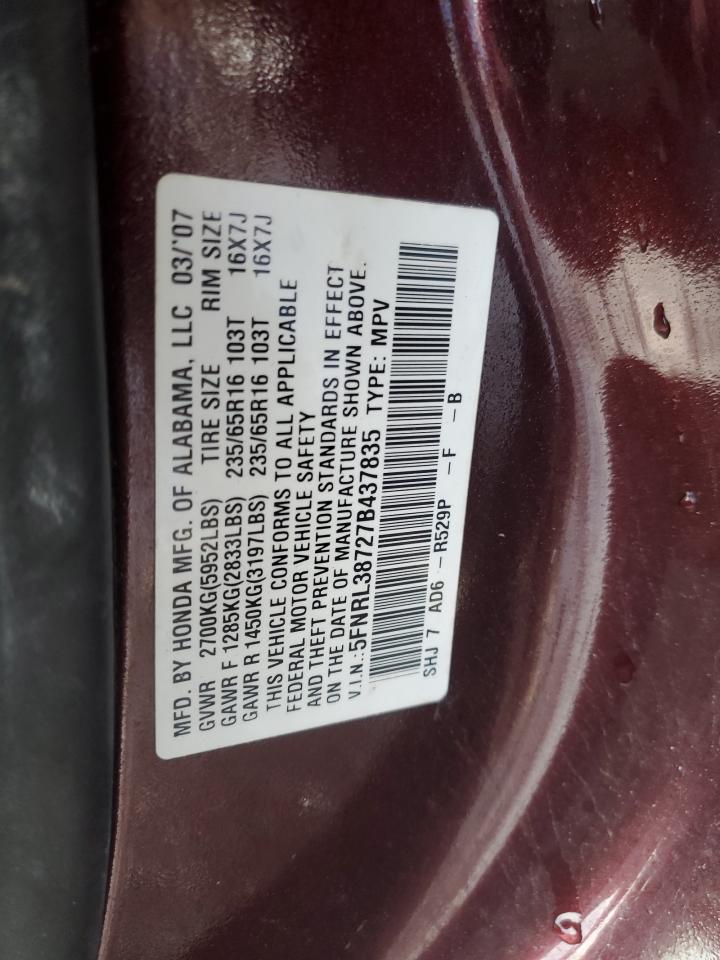 MFD. BY HONDA MFG. OF ALABAMA, LLC 03/'07
GVWR 2700KG(5952LBS) TIRE SIZE RIM SIZE
GAWR F 1285KG(2833LBS) 235/65R16 103T 16X7J
GAWR R 1450KG(3197LBS) 235/65R16 103T 16X7J
THIS VEHICLE CONFORMS TO ALL APPLICABLE
FEDERAL MOTOR VEHICLE SAFETY
AND THEFT PREVENTION STANDARDS IN EFFECT
ON THE DATE OF MANUFACTURE SHOWN ABOVE.
V.I.N.: 5FNRL38727B437835 TYPE: MPV
SHJ 7 AD6 -R529P -F -B